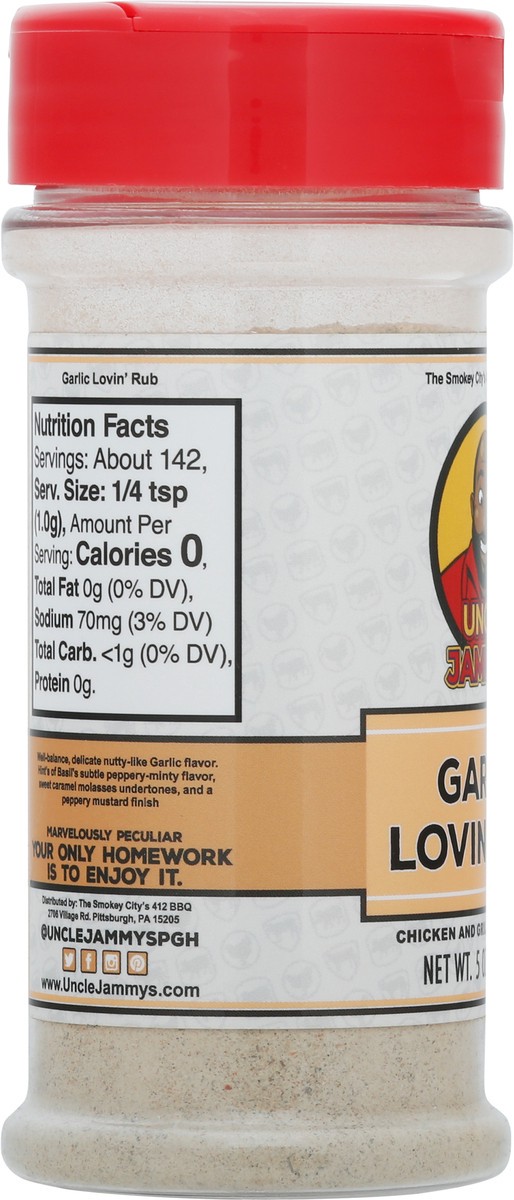 Garlic Lovin' Rub
The Smokey City's
Nutrition Facts
Servings: About 142,
Serv. Size: 1/4 tsp
(1.0g), Amount Per
Serving: Calories 0,
Total Fat 0g (0% DV),
Sodium 70mg (3% DV)
Total Carb. <1g (0% DV),
Protein 0g.
UN
JAM
GAR
LOVIN
CHICKEN AND GR
NET WT. 5 O
Well-balance, delicate nutty-like Garlic flavor.
Hint's of Basil's subtle peppery-minty flavor,
sweet caramel molasses undertones, and a
peppery mustard finish
MARVELOUSLY PECULIAR
YOUR ONLY HOMEWORK
IS TO ENJOY IT.
Distributed by: The Smokey City's 412 BBQ
2786 Village Rd. Pittsburgh, PA 15205
@UNCLEJAMMYSPGH
www.UncleJammys.com